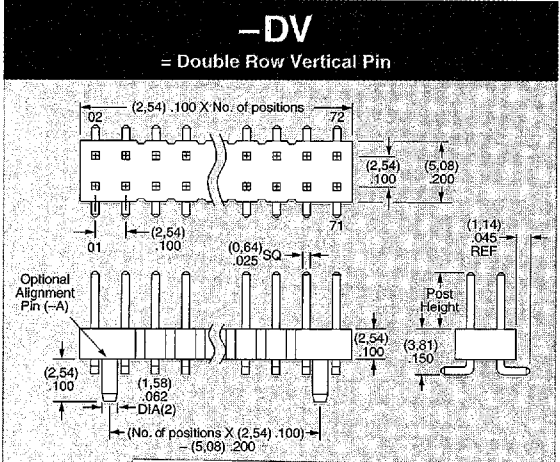 –DV
= Double Row Vertical Pin
(2,54) .100 X No. of positions
02
72
(2,54)
.100
(5,08)
.200
01
(2,54)
.100
71
(1,14)
.045
REF
(0,64)
.025 SQ
Optional
Alignment
Pin (–A)
Post
Height
(2,54)
.100
(3,81)
.150
(2,54)
.100
(1,58)
.062
DIA(2)
(No. of positions X (2,54) .100)
– (5,08) .200